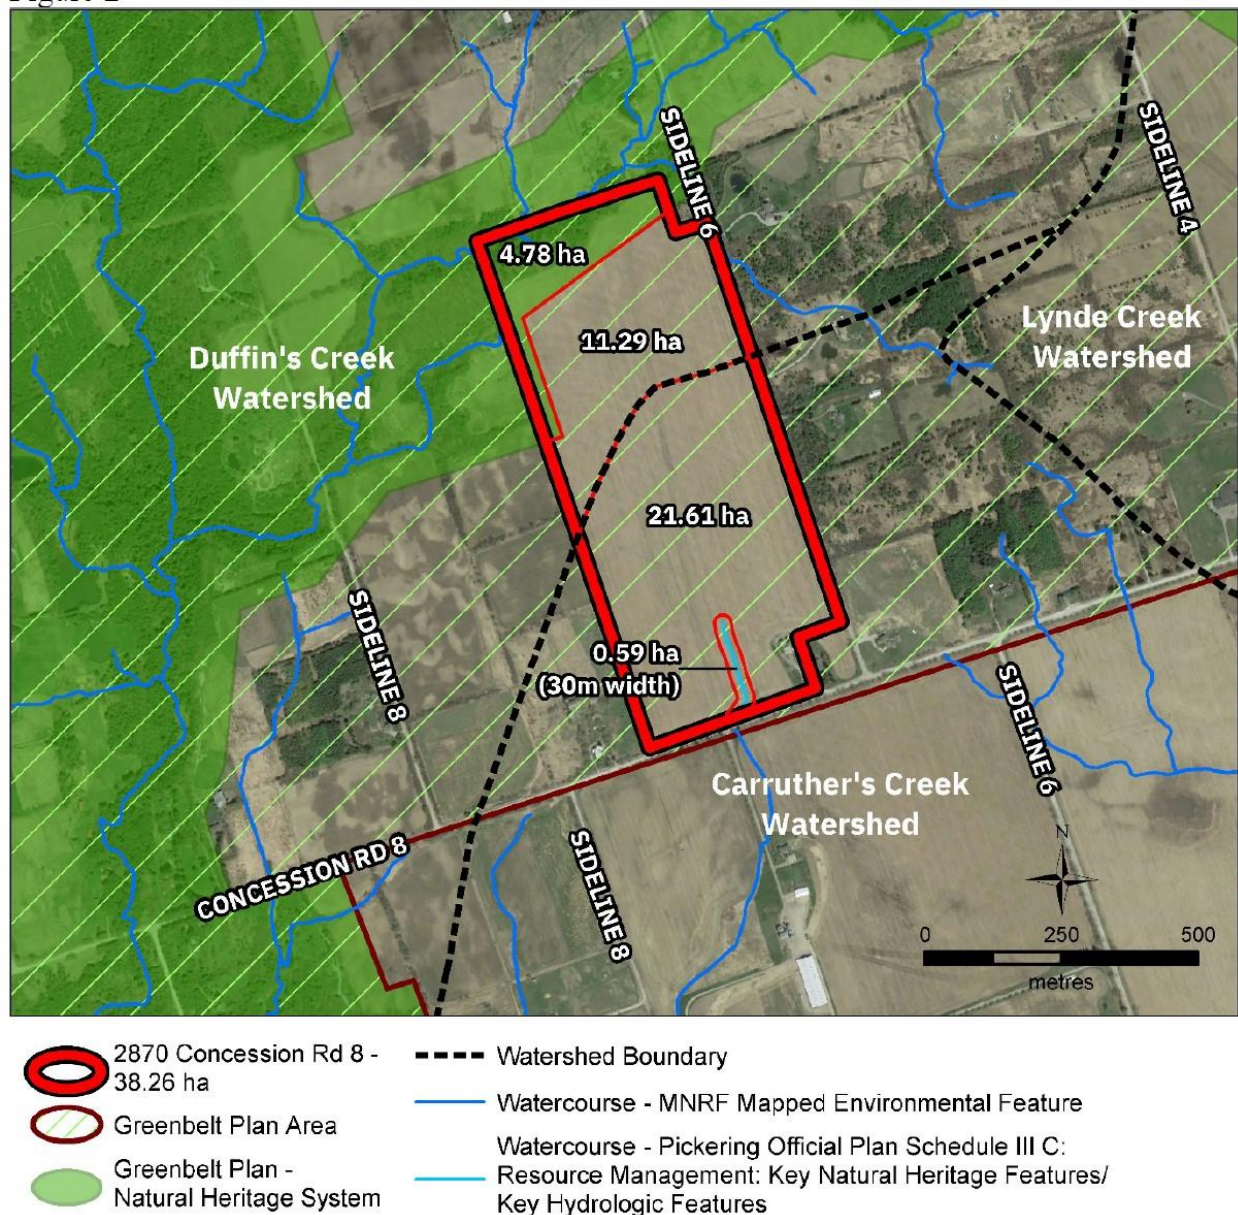 SIDELINE 6
SIDELINE 4
4.78 ha
11.29 ha
Lynde Creek
Watershed
Duffin's Creek
Watershed
21.61 ha
SIDELINE 8
0.59 ha
(30m width)
SIDELINE 6
Carruther's Creek
Watershed
CONCESSION RD 8
SIDELINE 8
N
0 250 500
metres
2870 Concession Rd 8 -
38.26 ha
Greenbelt Plan Area
Greenbelt Plan -
Natural Heritage System
Watershed Boundary
Watercourse - MNRF Mapped Environmental Feature
Watercourse - Pickering Official Plan Schedule III C:
Resource Management: Key Natural Heritage Features/
Key Hydrologic Features